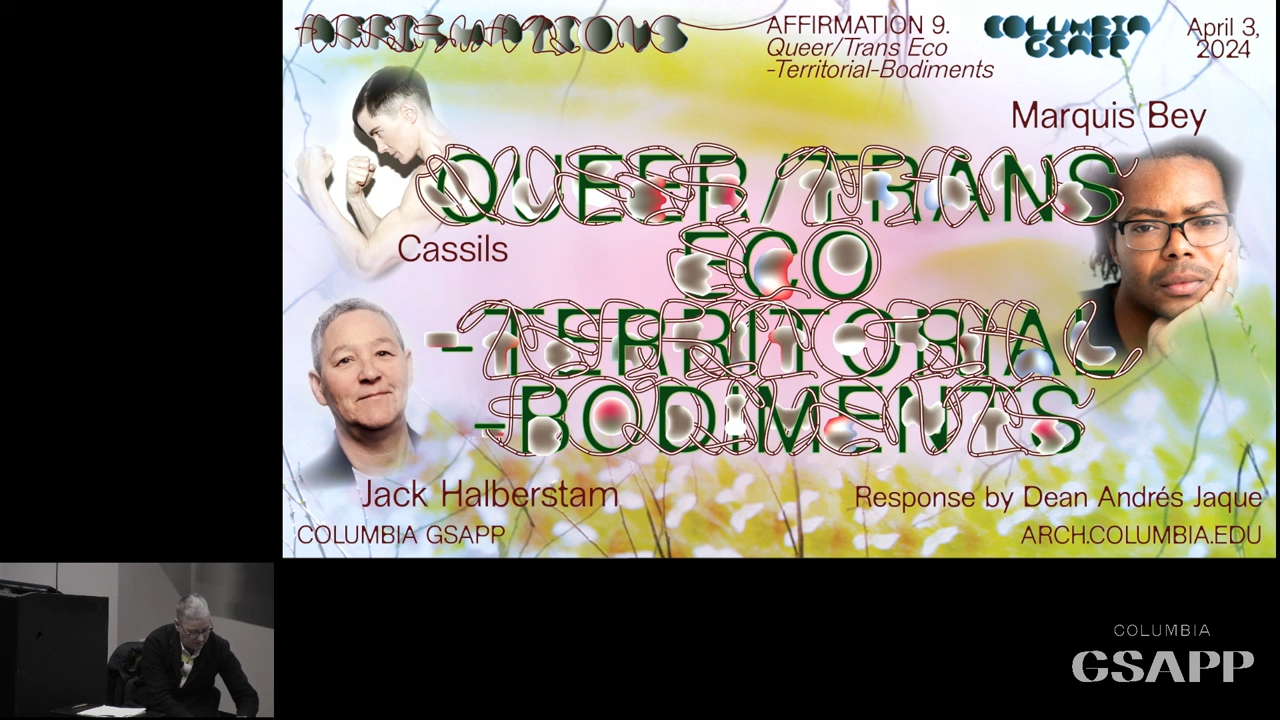 AFFIRMATIONS
AFFIRMATION 9.
Queer/Trans Eco
-Territorial-Bodiments
COLUMBIA
GSAPP
April 3,
2024
Marquis Bey
QUEER/TRANS
ECO
-TERRITORIAL
-BODIMENTS
Cassils
Jack Halberstam
Response by Dean Andrés Jaque
COLUMBIA GSAPP
ARCH.COLUMBIA.EDU
COLUMBIA
GSAPP